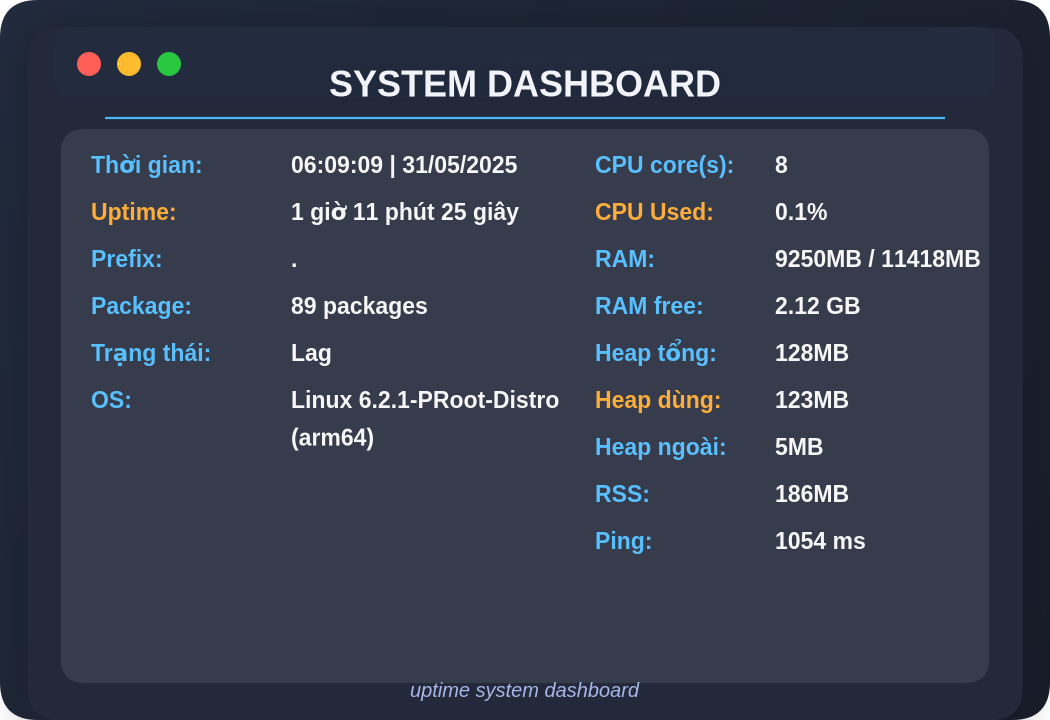 SYSTEM DASHBOARD
Thời gian: 06:09:09 | 31/05/2025
Uptime: 1 giờ 11 phút 25 giây
Prefix: .
Package: 89 packages
Trạng thái: Lag
OS: Linux 6.2.1-PRoot-Distro
(arm64)
CPU core(s): 8
CPU Used: 0.1%
RAM: 9250MB / 11418MB
RAM free: 2.12 GB
Heap tổng: 128MB
Heap dùng: 123MB
Heap ngoài: 5MB
RSS: 186MB
Ping: 1054 ms
uptime system dashboard